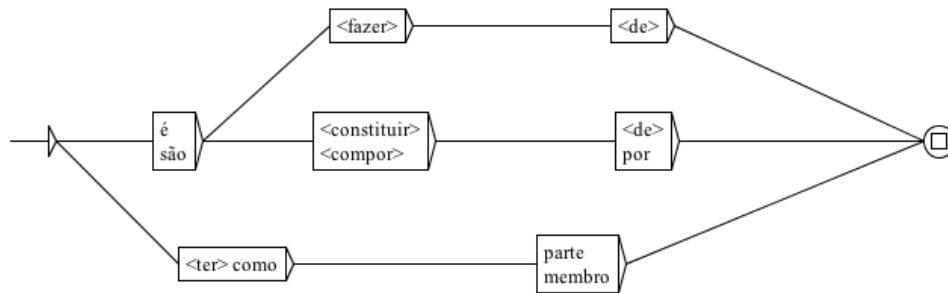 <fazer>
<de>
é
são
<constituir>
<compor>
<de>
por
<ter> como
parte
membro